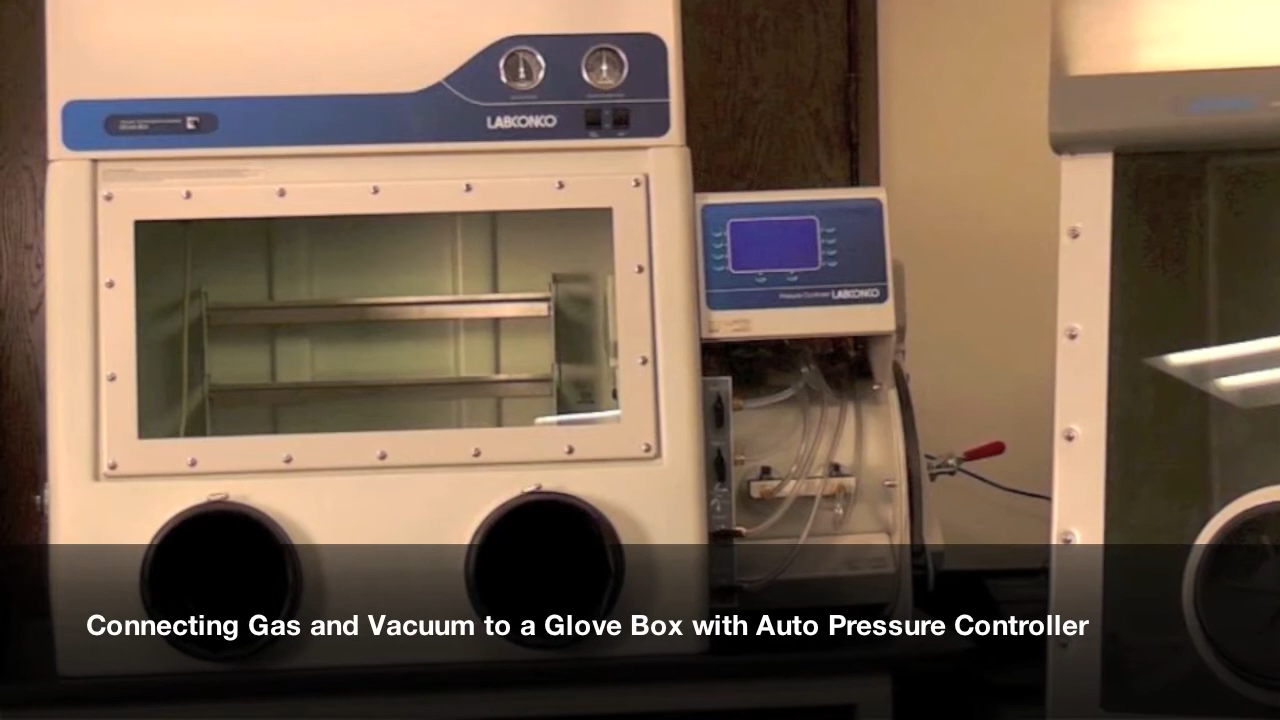 LABCONCO
Pressure Controller LABCONCO
Connecting Gas and Vacuum to a Glove Box with Auto Pressure Controller